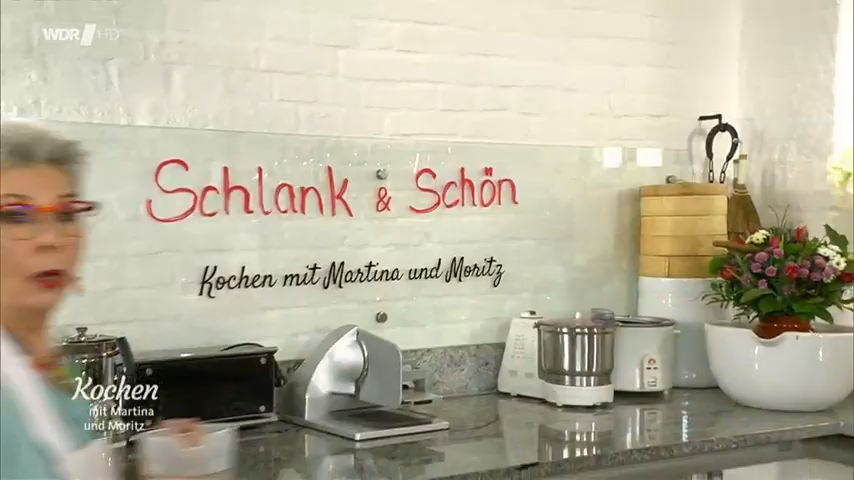 WDR HD
Schlank & Schön
Kochen mit Martina und Moritz
Kochen
mit Martina
und Moritz